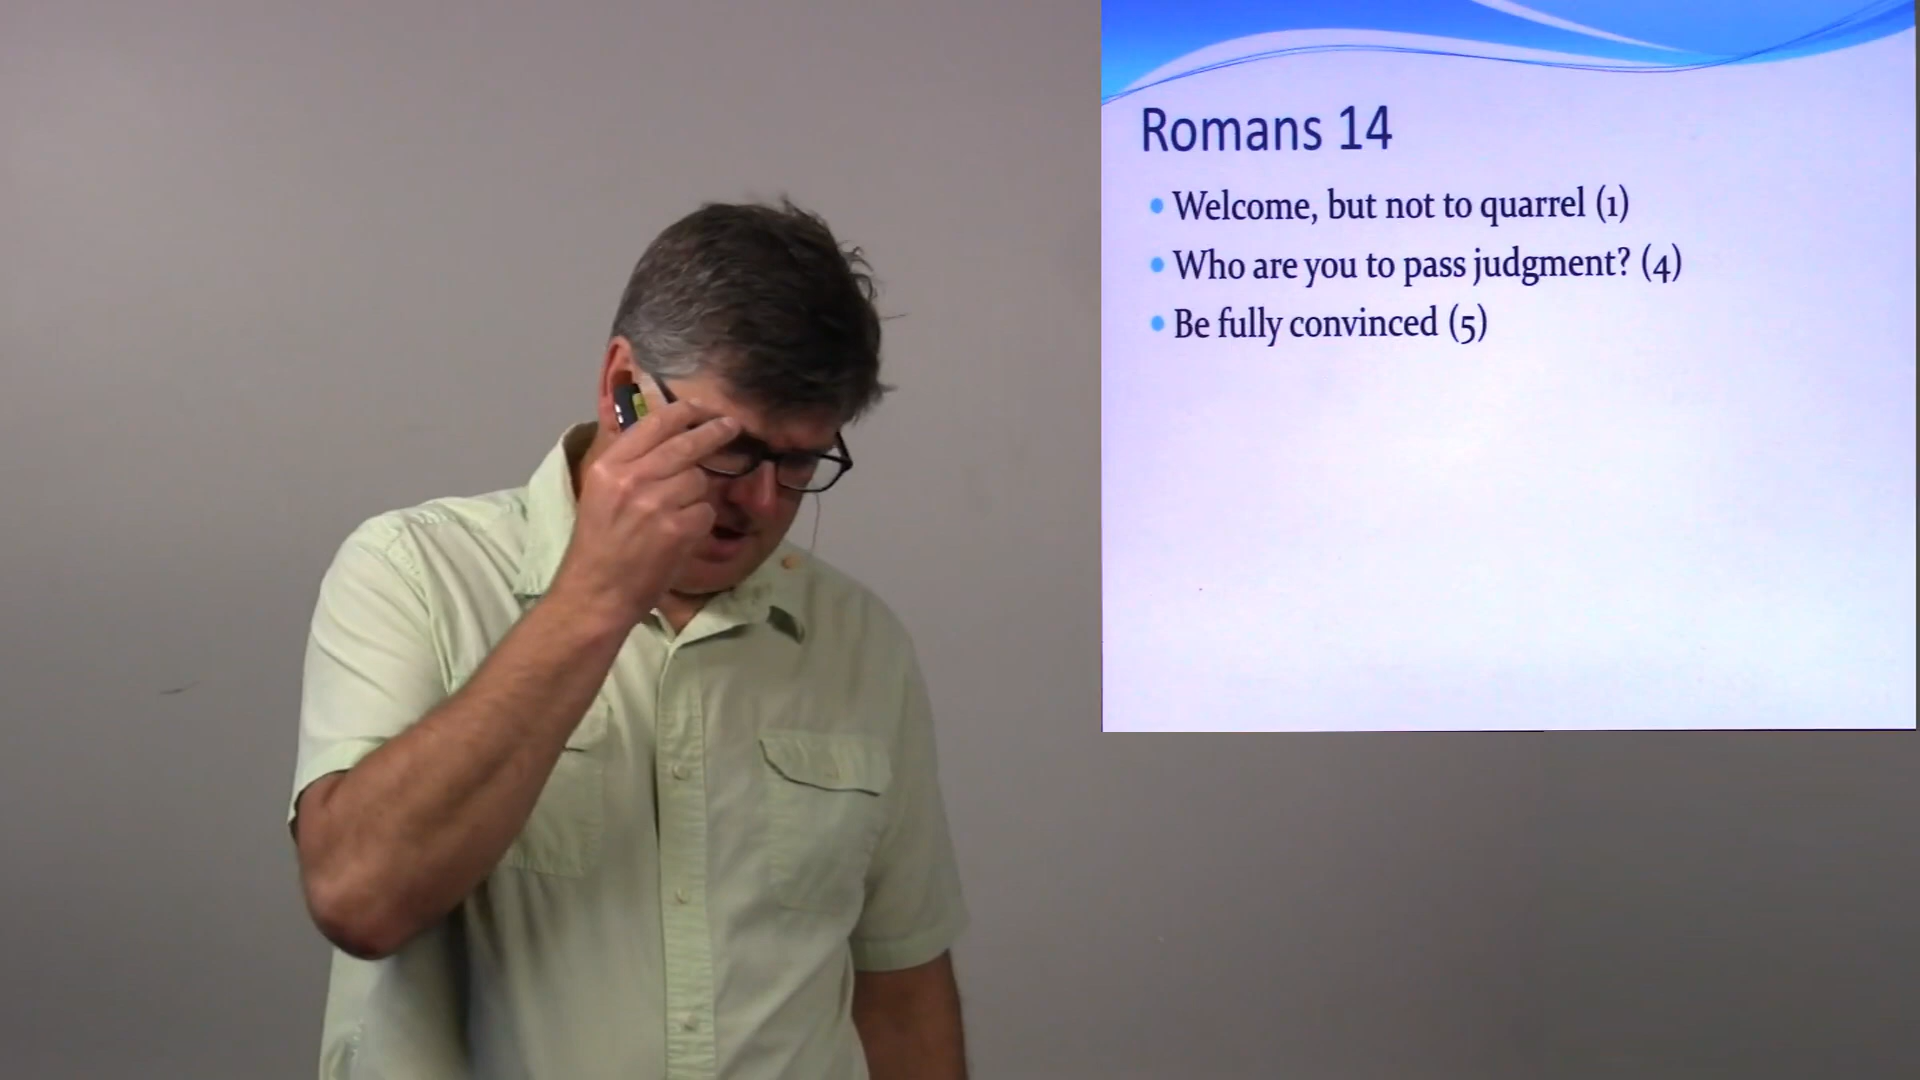 Romans 14
Welcome, but not to quarrel (1)
Who are you to pass judgment? (4)
Be fully convinced (5)